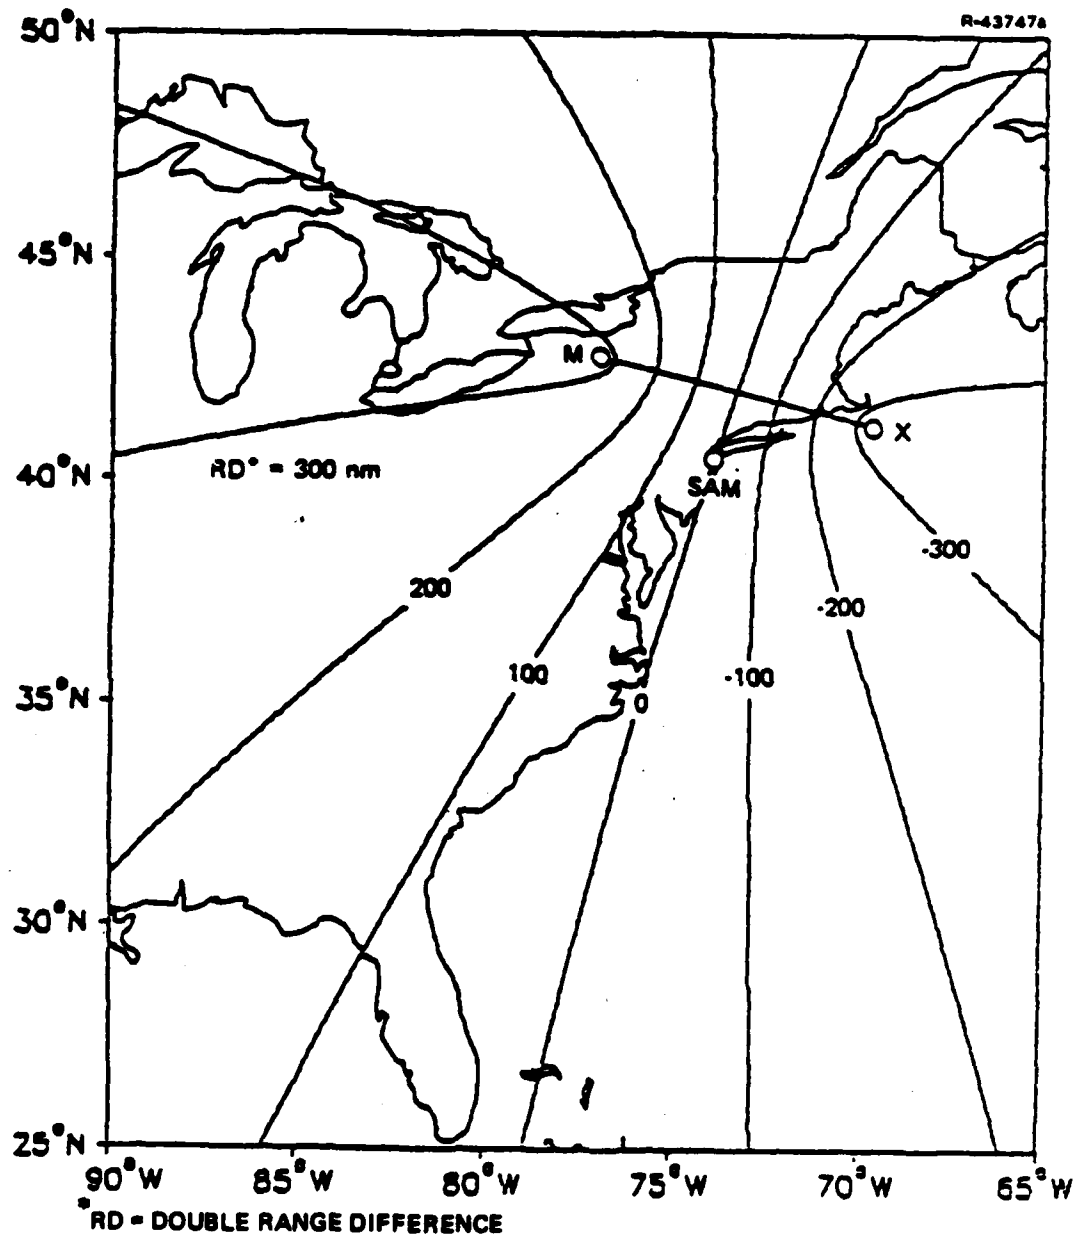 R-43747a
50°N
45°N
M
X
40°N
RD* = 300 nm
SAM
-300
200
-200
100
-100
35°N
0
30°N
25°N
90°W 85°W 80°W 75°W 70°W 65°W
*RD = DOUBLE RANGE DIFFERENCE